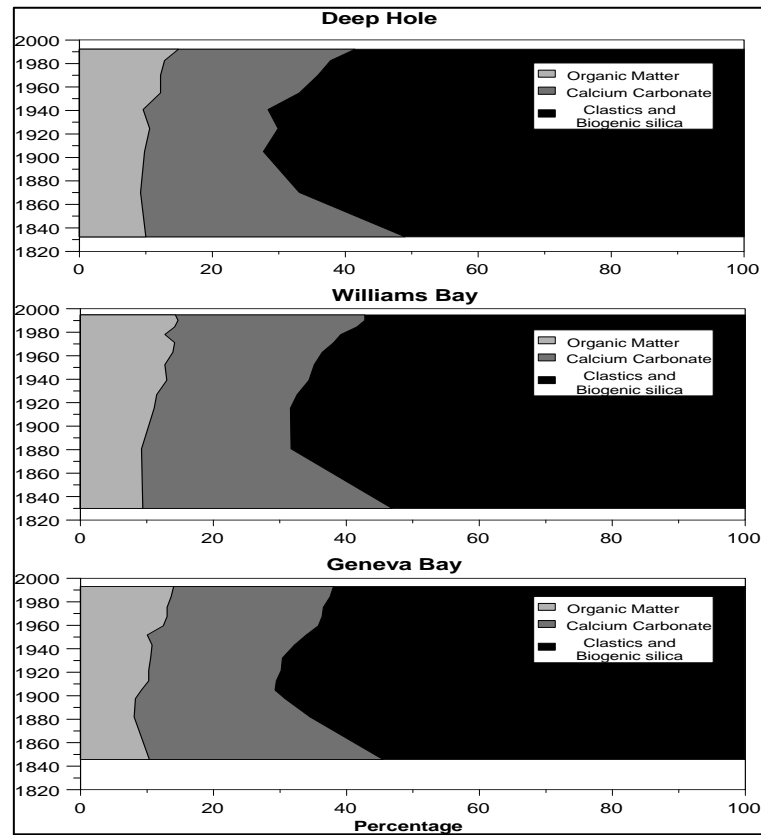 Deep Hole
2000
1980
1960
1940
1920
1900
1880
1860
1840
1820
Organic Matter
Calcium Carbonate
Clastics and
Biogenic silica
0 20 40 60 80 100
Williams Bay
2000
1980
1960
1940
1920
1900
1880
1860
1840
1820
Organic Matter
Calcium Carbonate
Clastics and
Biogenic silica
0 20 40 60 80 100
Geneva Bay
2000
1980
1960
1940
1920
1900
1880
1860
1840
1820
Organic Matter
Calcium Carbonate
Clastics and
Biogenic silica
0 20 40 60 80 100
Percentage